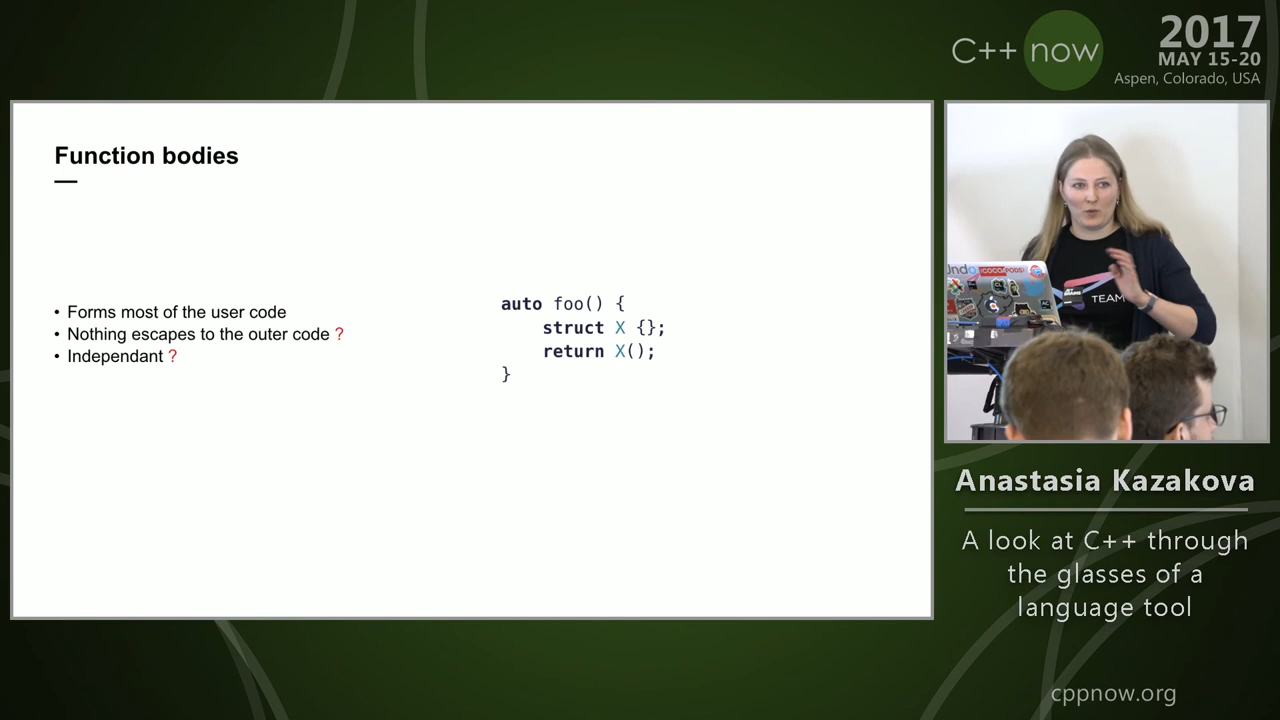 C++ now
2017
MAY 15-20
Aspen, Colorado, USA
Function bodies
• Forms most of the user code
• Nothing escapes to the outer code ?
• Independant ?
auto foo() {
struct X {};
return X();
}
TEAM
Anastasia Kazakova
A look at C++ through
the glasses of a
language tool
cppnow.org